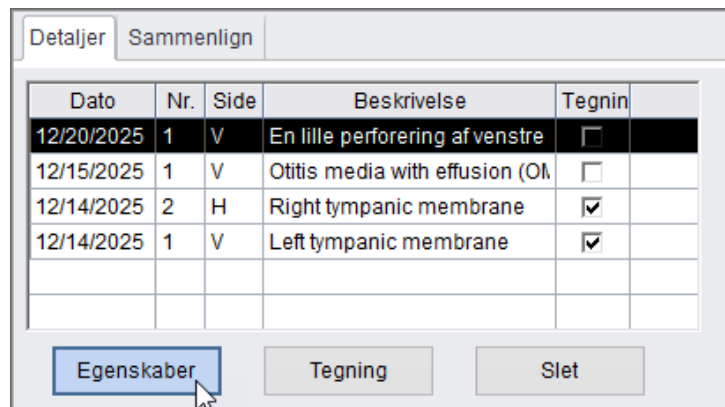 Detaljer Sammenlign
Dato Nr. Side Beskrivelse Tegnin
12/20/2025 1 V En lille perforering af venstre
12/15/2025 1 V Otitis media with effusion (OM
12/14/2025 2 H Right tympanic membrane
12/14/2025 1 V Left tympanic membrane
Egenskaber Tegning Slet